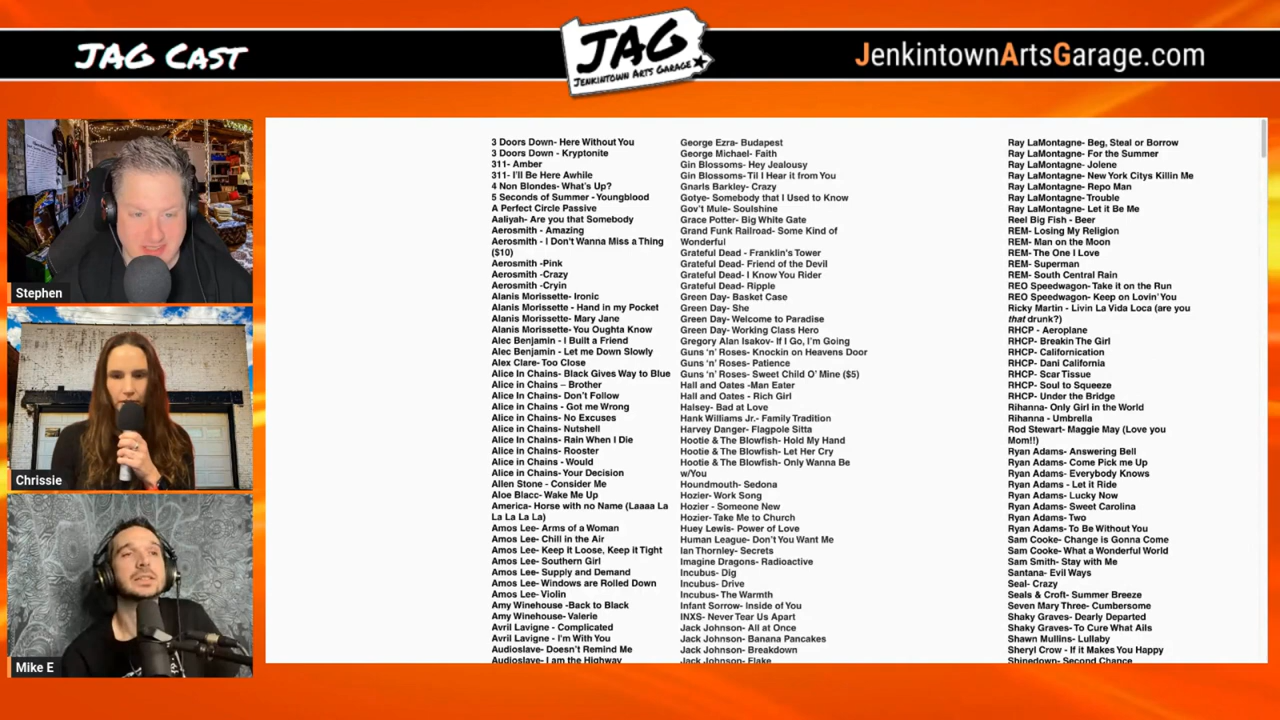 JAG CAST
JAG
JENKINTOWN ARTS GARAGE
JenkintownArtsGarage.com
Stephen
Chrissie
Mike E
3 Doors Down- Here Without You
3 Doors Down - Kryptonite
311- Amber
311- I'll Be Here Awhile
4 Non Blondes- What's Up?
5 Seconds of Summer - Youngblood
A Perfect Circle Passive
Aaliyah- Are you that Somebody
Aerosmith - Amazing
Aerosmith - I Don't Wanna Miss a Thing
($10)
Aerosmith -Pink
Aerosmith -Crazy
Aerosmith -Cryin
Alanis Morissette- Ironic
Alanis Morissette - Hand in my Pocket
Alanis Morissette- Mary Jane
Alanis Morissette- You Oughta Know
Alec Benjamin - I Built a Friend
Alec Benjamin - Let me Down Slowly
Alex Clare- Too Close
Alice In Chains- Black Gives Way to Blue
Alice in Chains – Brother
Alice In Chains- Don't Follow
Alice in Chains - Got me Wrong
Alice in Chains - No Excuses
Alice in Chains - Nutshell
Alice in Chains- Rain When I Die
Alice in Chains- Rooster
Alice in Chains - Would
Alice in Chains- Your Decision
Allen Stone - Consider Me
Aloe Blacc- Wake Me Up
America- Horse with no Name (Laaaa La
La La La La)
Amos Lee- Arms of a Woman
Amos Lee- Chill in the Air
Amos Lee- Keep It Loose, Keep it Tight
Amos Lee- Southern Girl
Amos Lee- Supply and Demand
Amos Lee- Windows are Rolled Down
Amos Lee- Violin
Amy Winehouse -Back to Black
Amy Winehouse- Valerie
Avril Lavigne - Complicated
Avril Lavigne - I'm With You
Audioslave- Doesn't Remind Me
Audioslave- I am the Highway
George Ezra- Budapest
George Michael- Faith
Gin Blossoms- Hey Jealousy
Gin Blossoms- Til I Hear it from You
Gnarls Barkley- Crazy
Gotye- Somebody that I Used to Know
Gov't Mule- Soulshine
Grace Potter- Big White Gate
Grand Funk Railroad- Some Kind of
Wonderful
Grateful Dead - Franklin's Tower
Grateful Dead- Friend of the Devil
Grateful Dead- I Know You Rider
Grateful Dead- Ripple
Green Day- Basket Case
Green Day- She
Green Day- Welcome to Paradise
Green Day- Working Class Hero
Gregory Alan Isakov- If I Go, I'm Going
Guns 'n' Roses- Knockin on Heavens Door
Guns 'n' Roses- Patience
Guns 'n' Roses- Sweet Child O' Mine ($5)
Hall and Oates -Man Eater
Hall and Oates - Rich Girl
Halsey- Bad at Love
Hank Williams Jr.- Family Tradition
Harvey Danger- Flagpole Sitta
Hootie & The Blowfish- Hold My Hand
Hootie & The Blowfish- Let Her Cry
Hootie & The Blowfish- Only Wanna Be
w/You
Houndmouth- Sedona
Hozier- Work Song
Hozier - Someone New
Hozier- Take Me to Church
Huey Lewis- Power of Love
Human League- Don't You Want Me
Ian Thornley- Secrets
Imagine Dragons- Radioactive
Incubus- Dig
Incubus- Drive
Incubus- The Warmth
Infant Sorrow- Inside of You
INXS- Never Tear Us Apart
Jack Johnson- All at Once
Jack Johnson- Banana Pancakes
Jack Johnson- Breakdown
Jack Johnson- Flake
Ray LaMontagne- Beg, Steal or Borrow
Ray LaMontagne- For the Summer
Ray LaMontagne- Jolene
Ray LaMontagne- New York Citys Killin Me
Ray LaMontagne- Repo Man
Ray LaMontagne- Trouble
Ray LaMontagne- Let it Be Me
Reel Big Fish - Beer
REM- Losing My Religion
REM- Man on the Moon
REM- The One I Love
REM- Superman
REM- South Central Rain
REO Speedwagon- Take it on the Run
REO Speedwagon- Keep on Lovin' You
Ricky Martin - Livin La Vida Loca (are you
that drunk?)
RHCP - Aeroplane
RHCP- Breakin The Girl
RHCP- Californication
RHCP- Dani California
RHCP- Scar Tissue
RHCP- Soul to Squeeze
RHCP- Under the Bridge
Rihanna- Only Girl in the World
Rihanna - Umbrella
Rod Stewart- Maggie May (Love you
Mom!!)
Ryan Adams- Answering Bell
Ryan Adams- Come Pick me Up
Ryan Adams- Everybody Knows
Ryan Adams - Let it Ride
Ryan Adams- Lucky Now
Ryan Adams- Sweet Carolina
Ryan Adams- Two
Ryan Adams- To Be Without You
Sam Cooke- Change is Gonna Come
Sam Cooke- What a Wonderful World
Sam Smith- Stay with Me
Santana- Evil Ways
Seal- Crazy
Seals & Croft- Summer Breeze
Seven Mary Three- Cumbersome
Shaky Graves- Dearly Departed
Shaky Graves- To Cure What Ails
Shawn Mullins- Lullaby
Sheryl Crow - If it Makes You Happy
Shinedown- Second Chance